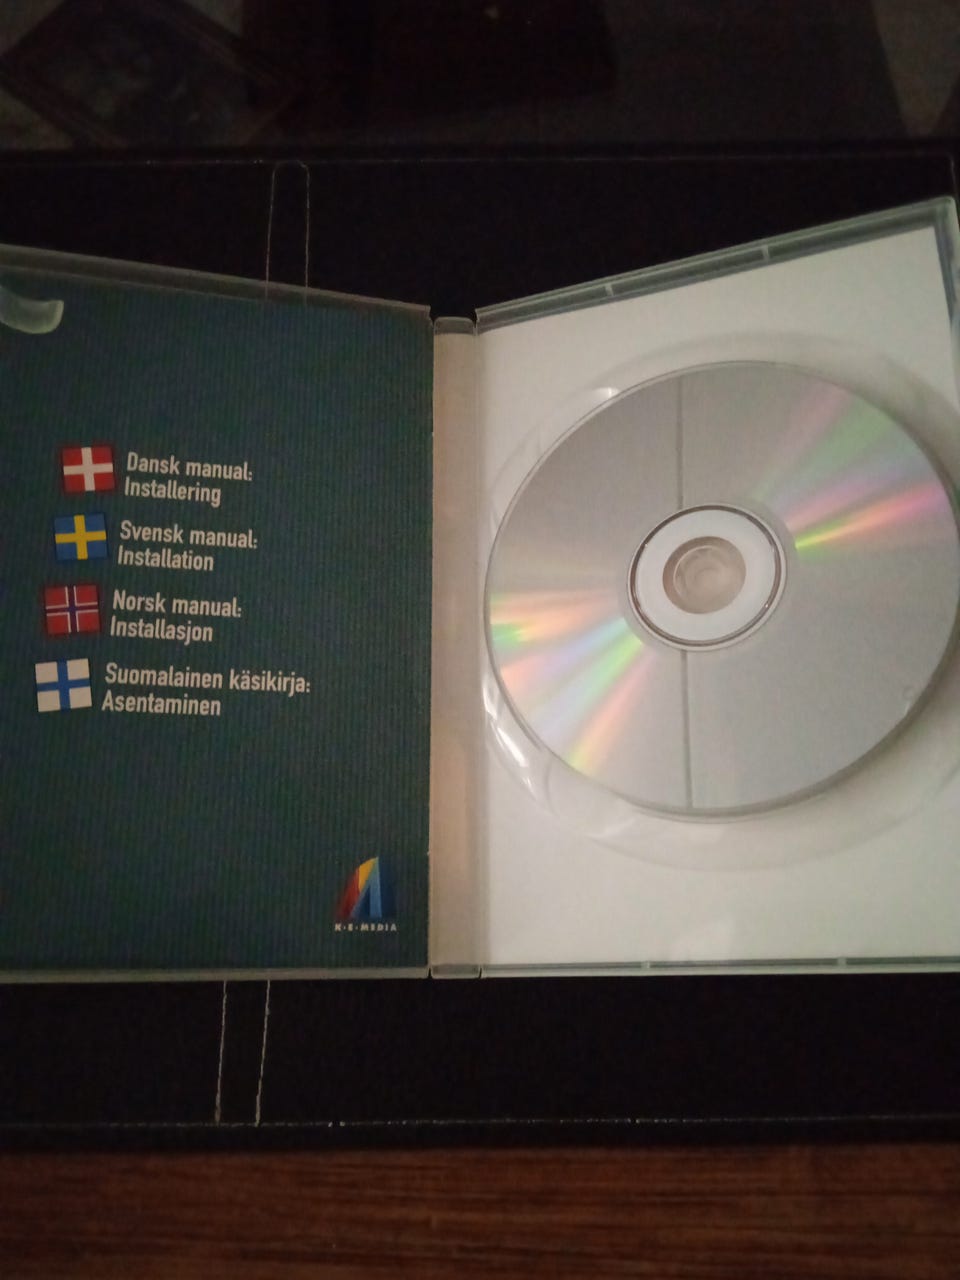 Dansk manual:
Installering
Svensk manual:
Installation
Norsk manual:
Installasjon
Suomalainen käsikirja:
Asentaminen
K·E·MEDIA